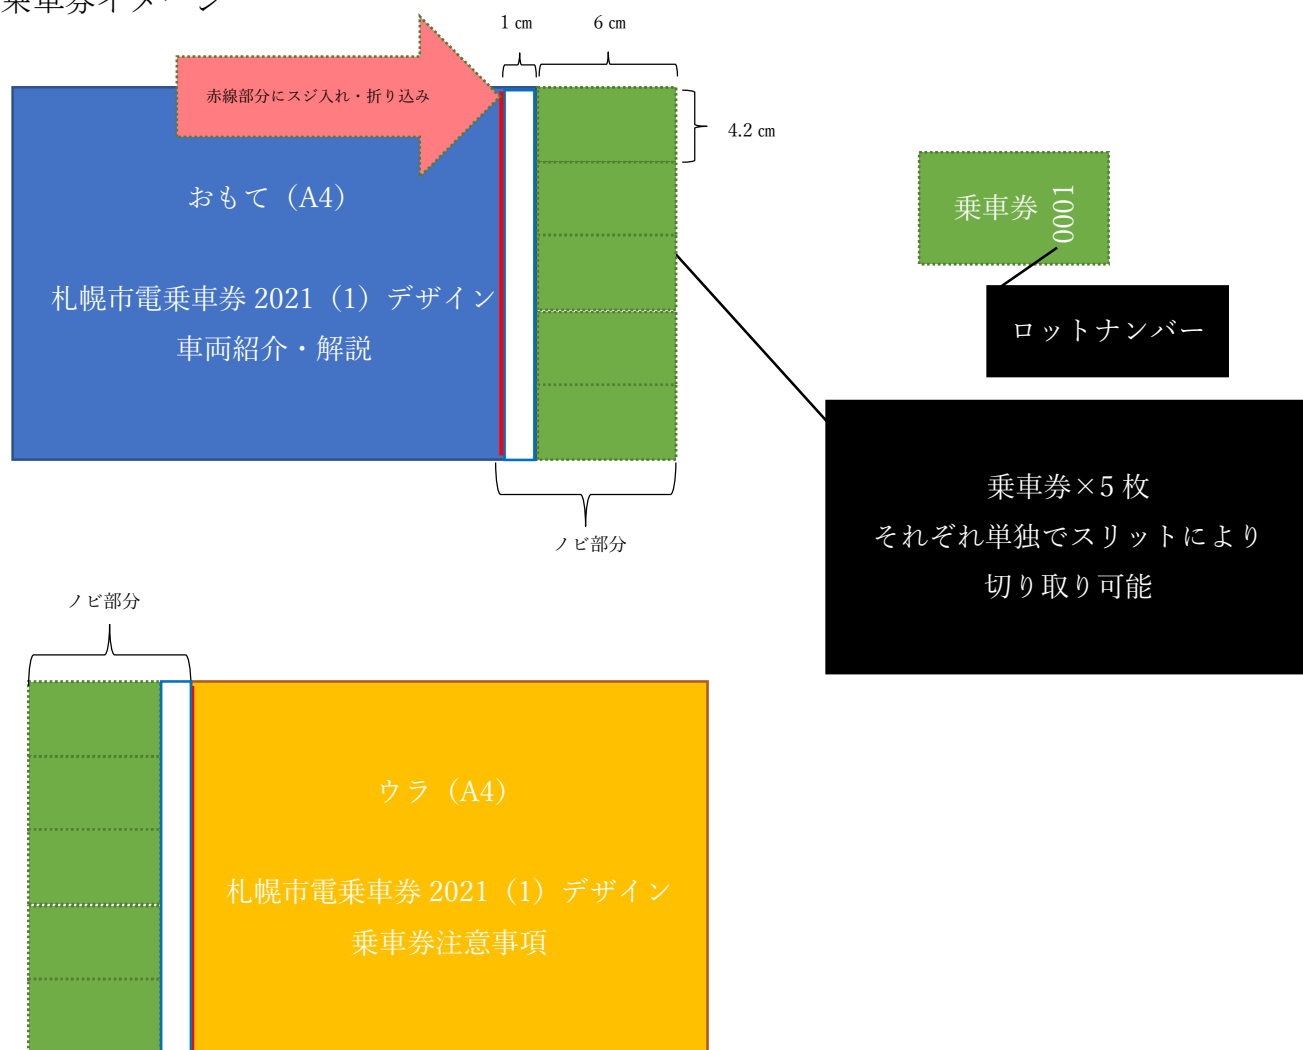 乗車券イメージ
1 ㎝
6 ㎝
赤線部分にスジ入れ・折り込み
4.2 ㎝
おもて（A4）
札幌市電乗車券 2021（1）デザイン
車両紹介・解説
乗車券
0001
ロットナンバー
乗車券×5 枚
それぞれ単独でスリットにより
切り取り可能
ノビ部分
ノビ部分
ウラ（A4）
札幌市電乗車券 2021（1）デザイン
乗車券注意事項